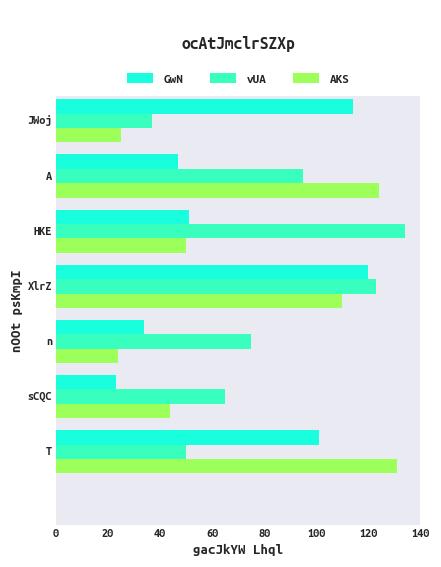 ocAtJmclrSZXp
GwN vUA AKS
JWoj
A
HKE
XlrZ
n
sCQC
T
nOOt psKmpI
0 20 40 60 80 100 120 140
gacJkYW Lhql